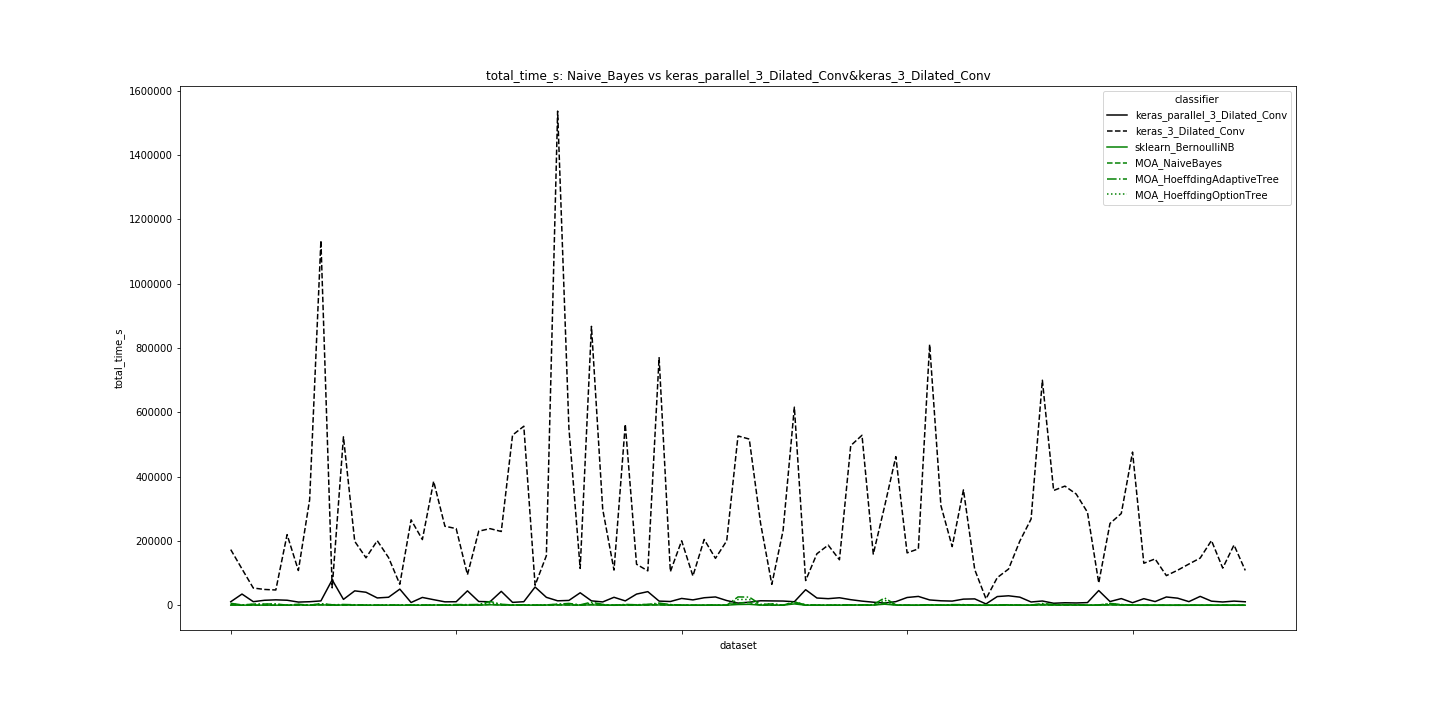 total_time_s: Naive_Bayes vs keras_parallel_3_Dilated_Conv&keras_3_Dilated_Conv
1600000
1400000
1200000
1000000
800000
600000
400000
200000
0
total_time_s
dataset
classifier
keras_parallel_3_Dilated_Conv
keras_3_Dilated_Conv
sklearn_BernoulliNB
MOA_NaiveBayes
MOA_HoeffdingAdaptiveTree
MOA_HoeffdingOptionTree